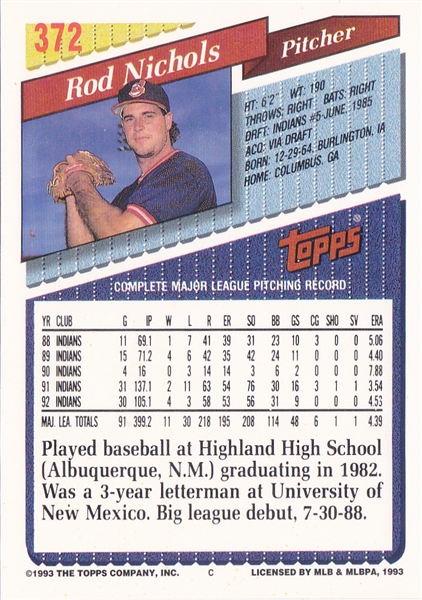 372
Rod Nichols
Pitcher
HT: 6'2" WT: 190
THROWS: RIGHT BATS: RIGHT
DRFT: INDIANS #5-JUNE, 1985
ACQ: VIA DRAFT
BORN: 12-29-64, BURLINGTON, IA
HOME: COLUMBUS, GA
TOPPS®
COMPLETE MAJOR LEAGUE PITCHING RECORD
YR CLUB G IP W L R ER SO BB GS CG SHO SV ERA
88 INDIANS 11 69.1 1 7 41 39 31 23 10 3 0 0 5.06
89 INDIANS 15 71.2 4 6 42 35 42 24 11 0 0 0 4.40
90 INDIANS 4 16 0 3 14 14 3 6 2 0 0 0 7.88
91 INDIANS 31 137.1 2 11 63 54 76 30 16 3 1 1 3.54
92 INDIANS 30 105.1 4 3 58 53 56 31 9 0 0 0 4.53
MAJ. LEA. TOTALS 91 399.2 11 30 218 195 208 114 48 6 1 1 4.39
Played baseball at Highland High School
(Albuquerque, N.M.) graduating in 1982.
Was a 3-year letterman at University of
New Mexico. Big league debut, 7-30-88.
©1993 THE TOPPS COMPANY, INC. C LICENSED BY MLB & MLBPA, 1993